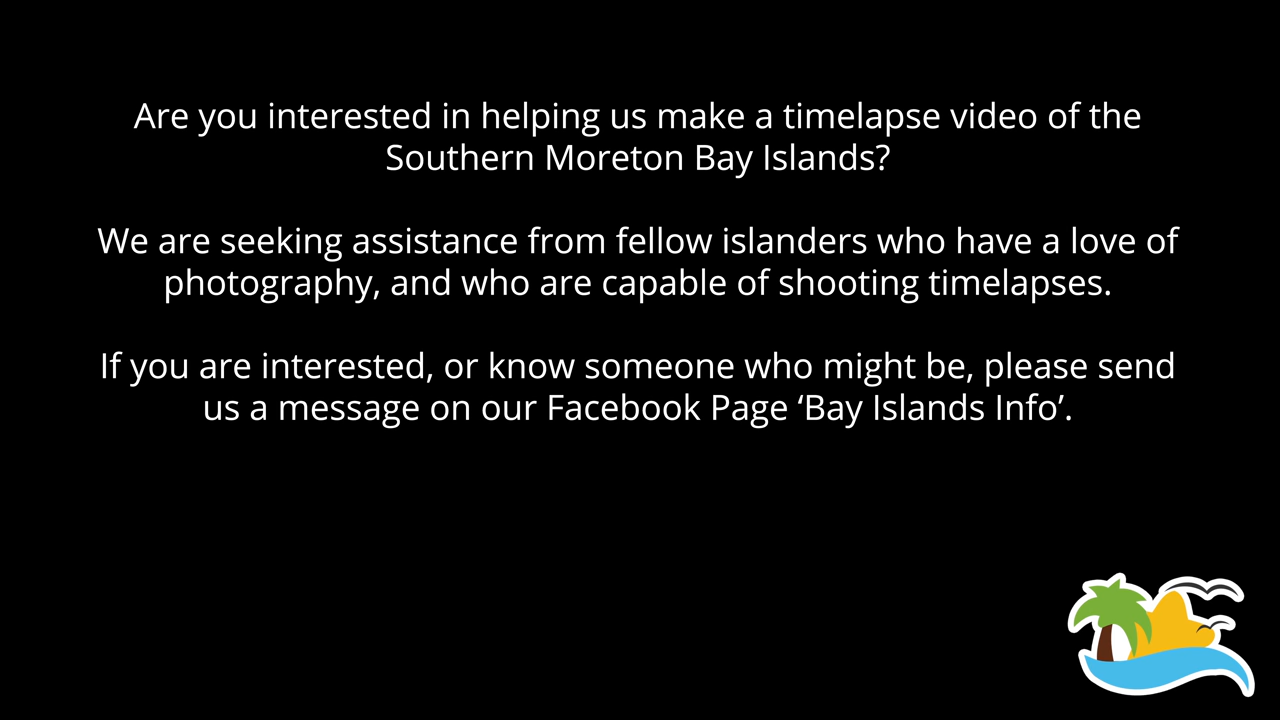 Are you interested in helping us make a timelapse video of the
Southern Moreton Bay Islands?
We are seeking assistance from fellow islanders who have a love of
photography, and who are capable of shooting timelapses.
If you are interested, or know someone who might be, please send
us a message on our Facebook Page ‘Bay Islands Info’.